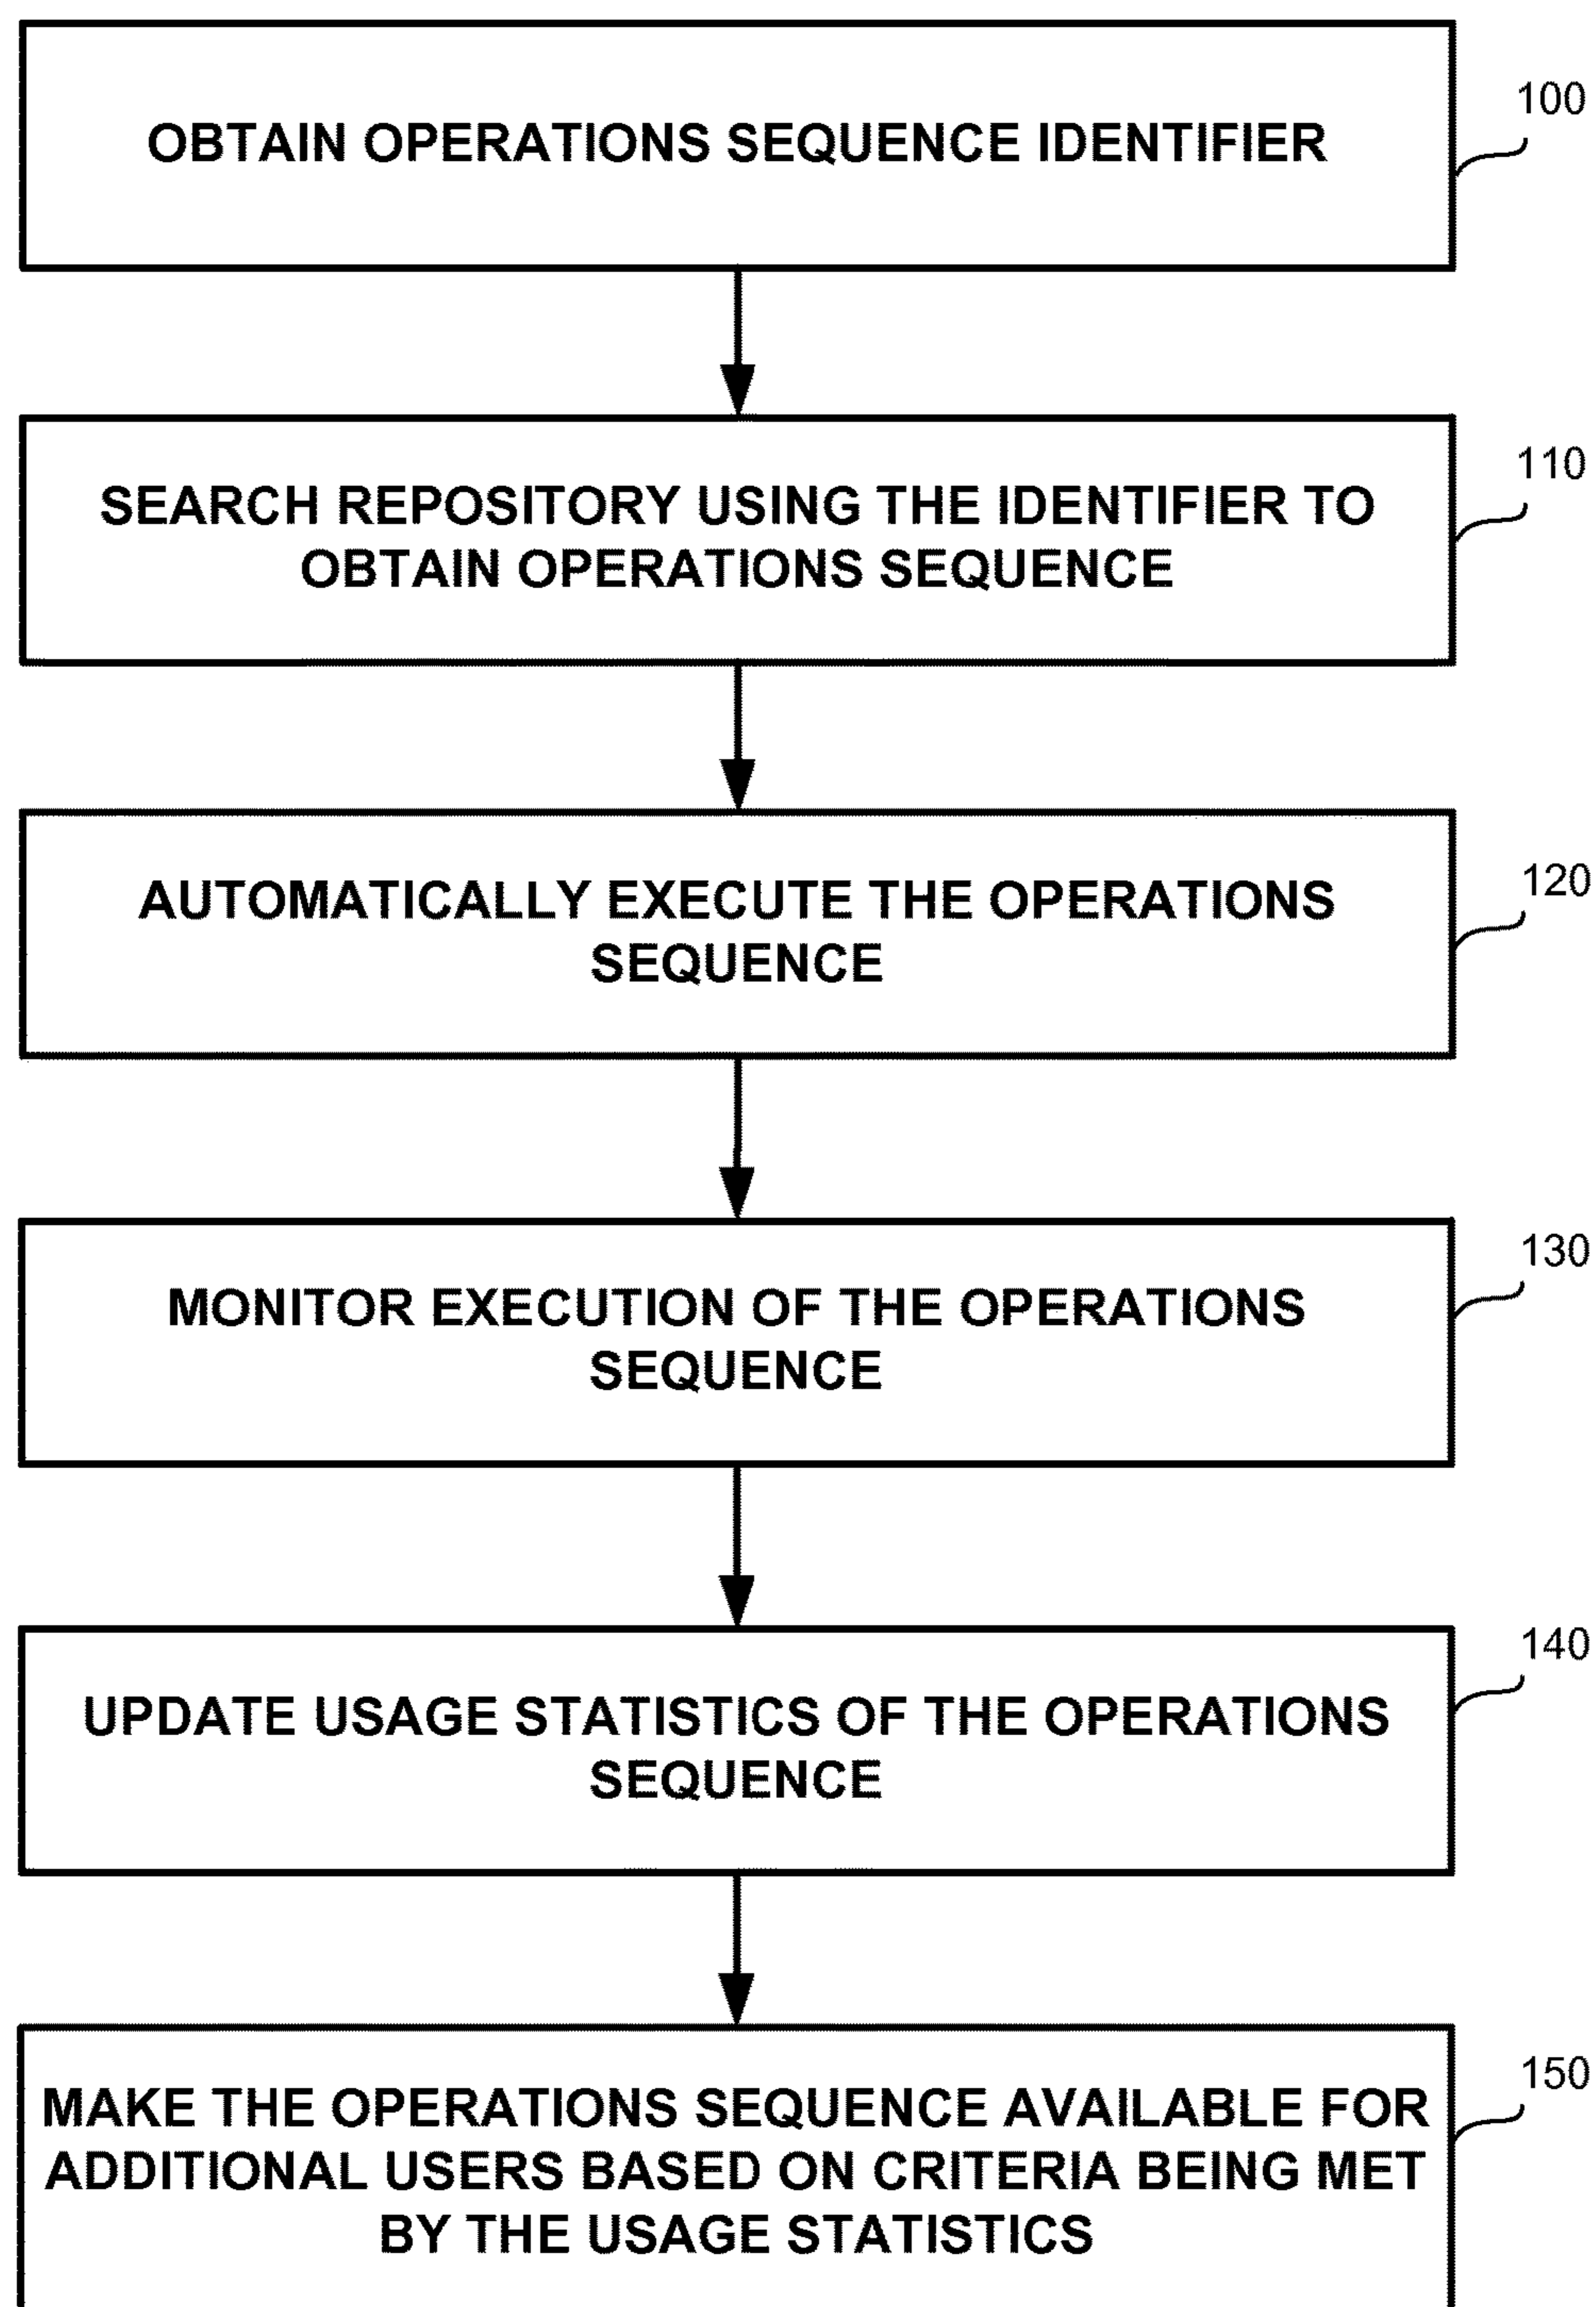 100
OBTAIN OPERATIONS SEQUENCE IDENTIFIER
110
SEARCH REPOSITORY USING THE IDENTIFIER TO
OBTAIN OPERATIONS SEQUENCE
120
AUTOMATICALLY EXECUTE THE OPERATIONS
SEQUENCE
130
MONITOR EXECUTION OF THE OPERATIONS
SEQUENCE
140
UPDATE USAGE STATISTICS OF THE OPERATIONS
SEQUENCE
150
MAKE THE OPERATIONS SEQUENCE AVAILABLE FOR
ADDITIONAL USERS BASED ON CRITERIA BEING MET
BY THE USAGE STATISTICS